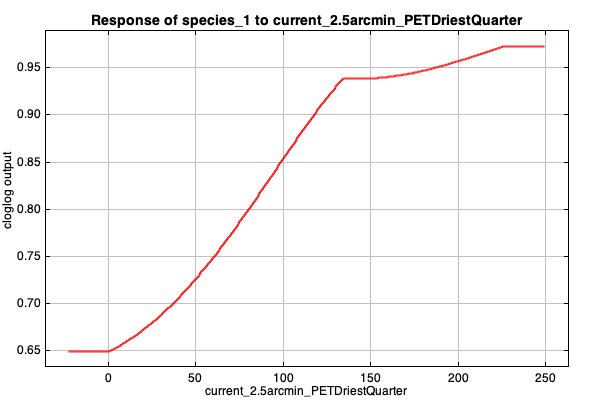 Response of species_1 to current_2.5arcmin_PETDriestQuarter
cloglog output
0.95
0.90
0.85
0.80
0.75
0.70
0.65
0 50 100 150 200 250
current_2.5arcmin_PETDriestQuarter